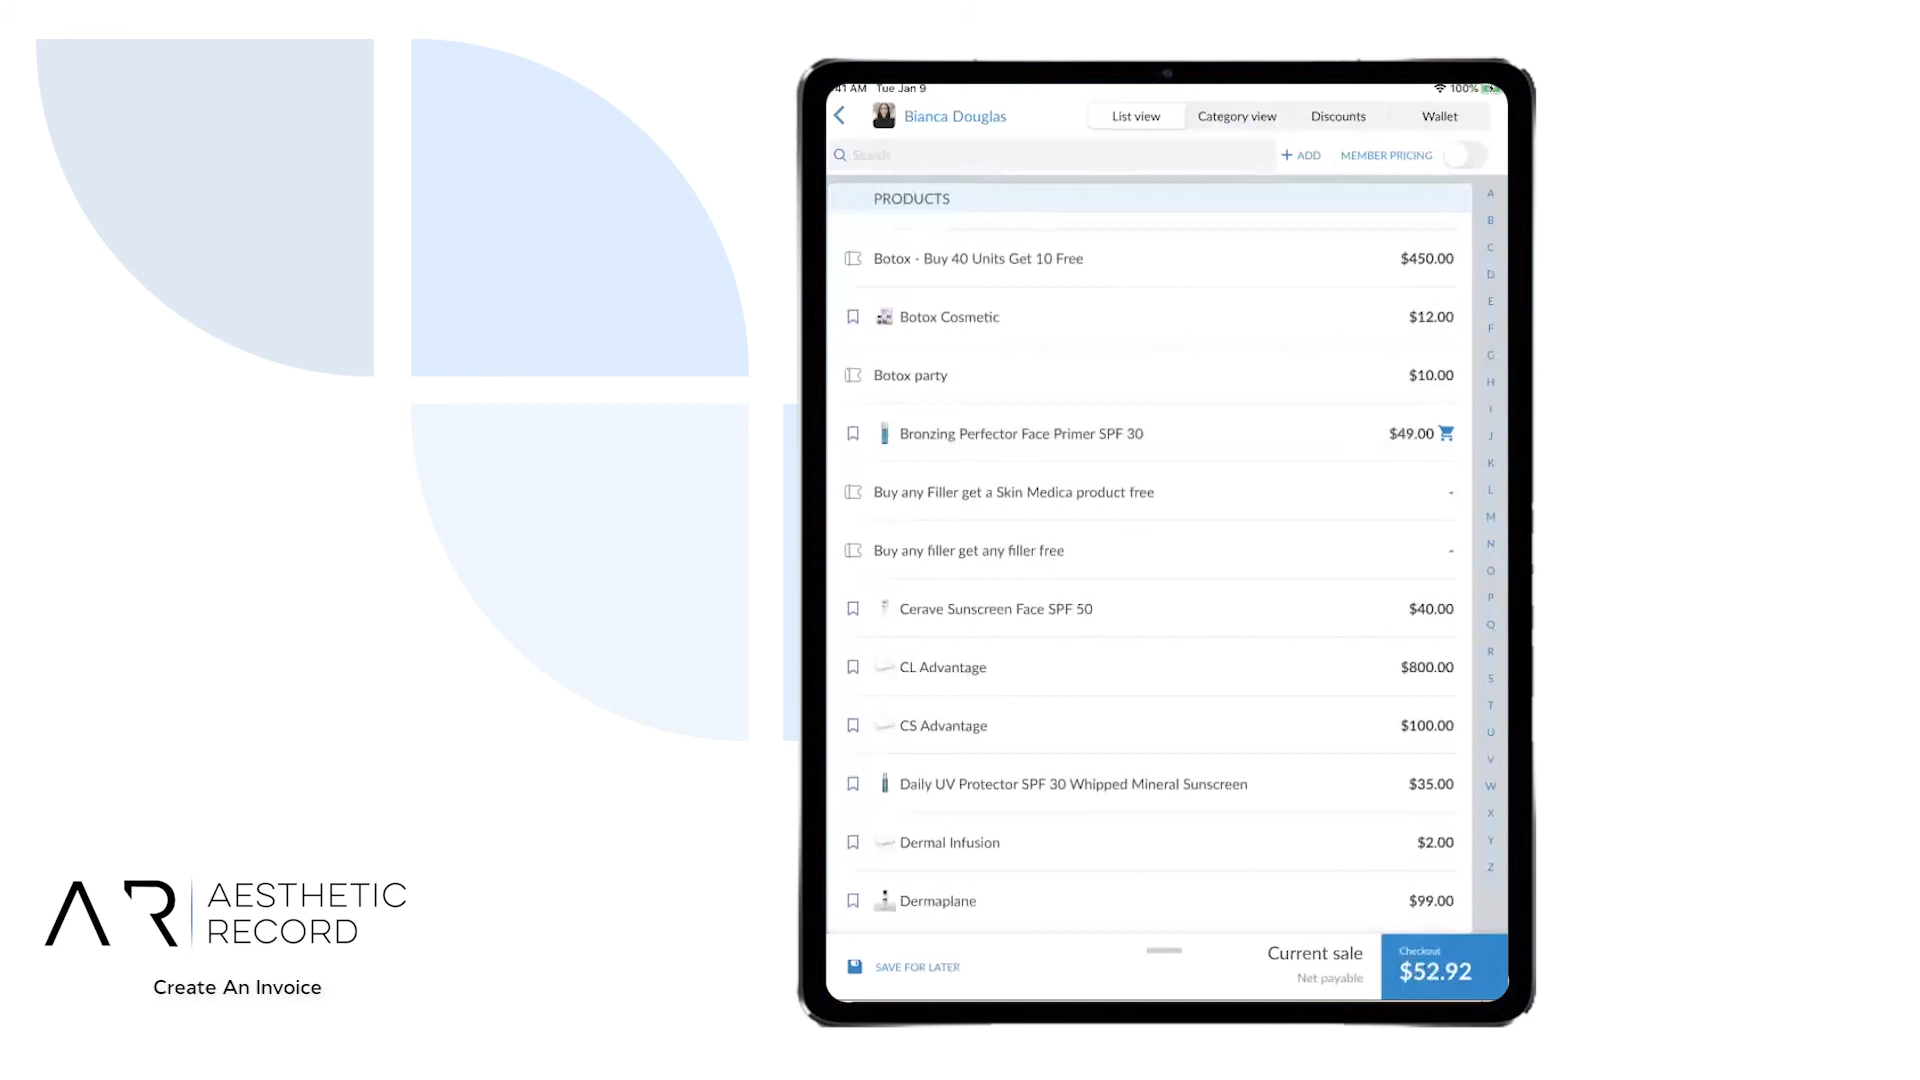 41 AM Tue Jan 9
100%
Bianca Douglas
List view
Category view
Discounts
Wallet
Search
+ ADD
MEMBER PRICING
PRODUCTS
Botox - Buy 40 Units Get 10 Free $450.00
Botox Cosmetic $12.00
Botox party $10.00
Bronzing Perfector Face Primer SPF 30 $49.00
Buy any Filler get a Skin Medica product free -
Buy any filler get any filler free -
Cerave Sunscreen Face SPF 50 $40.00
CL Advantage $800.00
CS Advantage $100.00
Daily UV Protector SPF 30 Whipped Mineral Sunscreen $35.00
Dermal Infusion $2.00
Dermaplane $99.00
A
B
C
D
E
F
G
H
I
J
K
L
M
N
O
P
Q
R
S
T
U
V
W
X
Y
Z
SAVE FOR LATER
Current sale
Net payable
Checkout
$52.92
AR AESTHETIC
RECORD
Create An Invoice